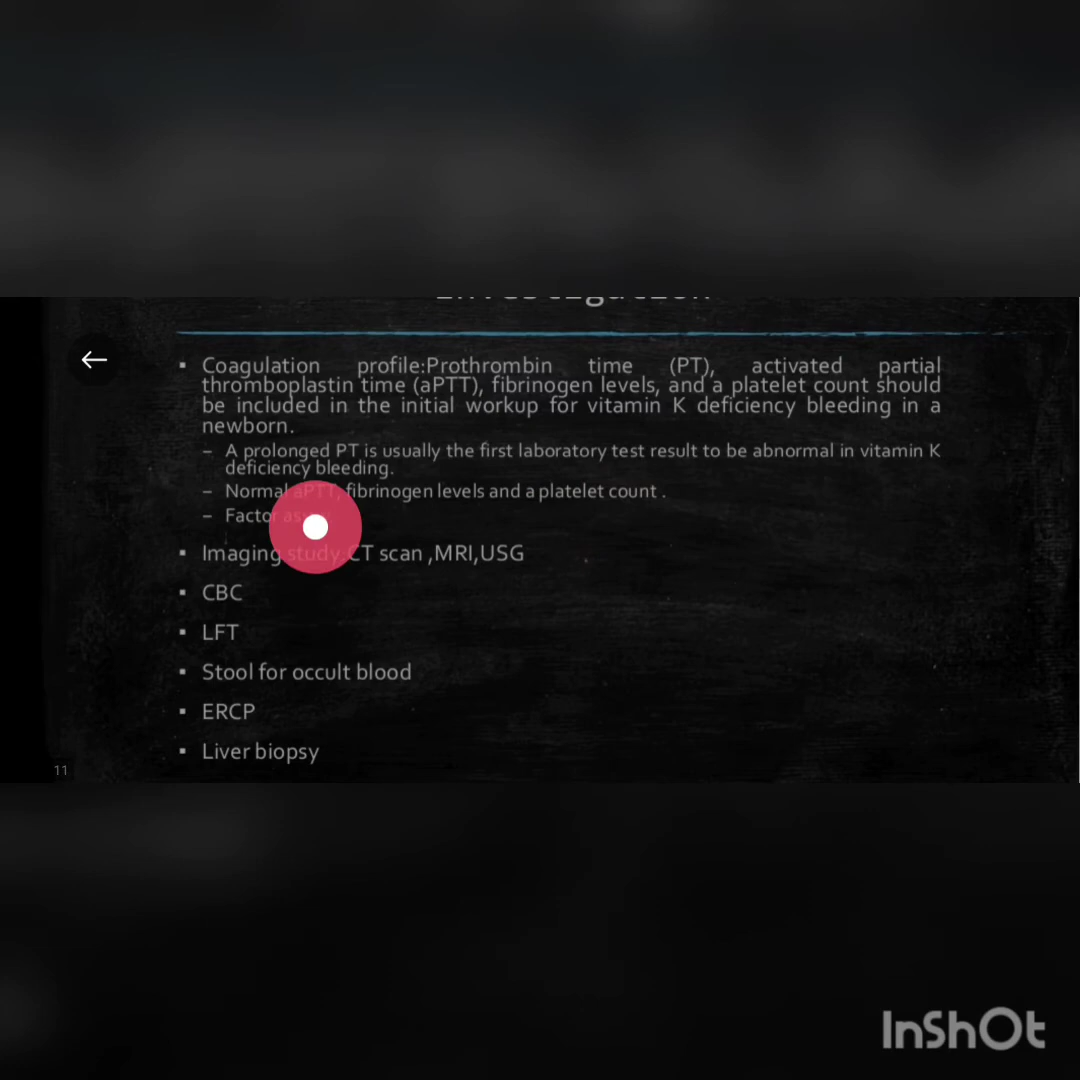 Investigation
▪ Coagulation profile:Prothrombin time (PT), activated partial
thromboplastin time (aPTT), fibrinogen levels, and a platelet count should
be included in the initial workup for vitamin K deficiency bleeding in a
newborn.
– A prolonged PT is usually the first laboratory test result to be abnormal in vitamin K
deficiency bleeding.
– Normal aPTT, fibrinogen levels and a platelet count .
– Factor
▪ Imaging study CT scan ,MRI,USG
▪ CBC
▪ LFT
▪ Stool for occult blood
▪ ERCP
▪ Liver biopsy
11
InShOt